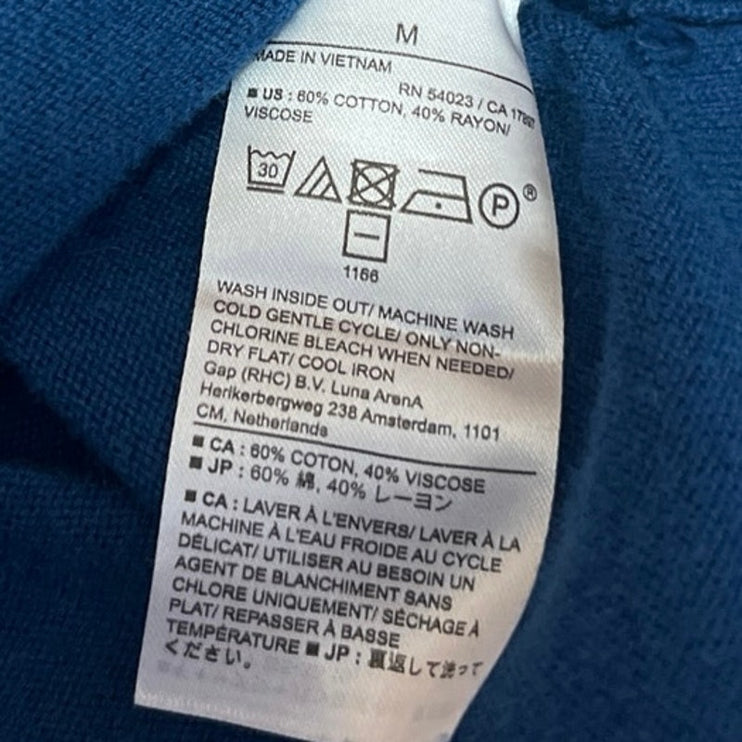 M
MADE IN VIETNAM
RN 54023 / CA
■ US : 60% COTTON, 40% RAYON/
VISCOSE
30
P ®
1166
WASH INSIDE OUT/ MACHINE WASH
COLD GENTLE CYCLE/ ONLY NON-
CHLORINE BLEACH WHEN NEEDED/
DRY FLAT/ COOL IRON
Gap (RHC) B.V. Luna ArenA
Herikerbergweg 238 Amsterdam, 1101
CM, Netherlands
■ CA : 60% COTON, 40% VISCOSE
■ JP : 60% 綿, 40% レーヨン
■ CA : LAVER À L'ENVERS/ LAVER À LA
MACHINE À L'EAU FROIDE AU CYCLE
DÉLICAT/ UTILISER AU BESOIN UN
AGENT DE BLANCHIMENT SANS
CHLORE UNIQUEMENT/ SÉCHAGE À
PLAT/ REPASSER À BASSE
TEMPÉRATURE ■ JP : 裏返して洗って
ください。